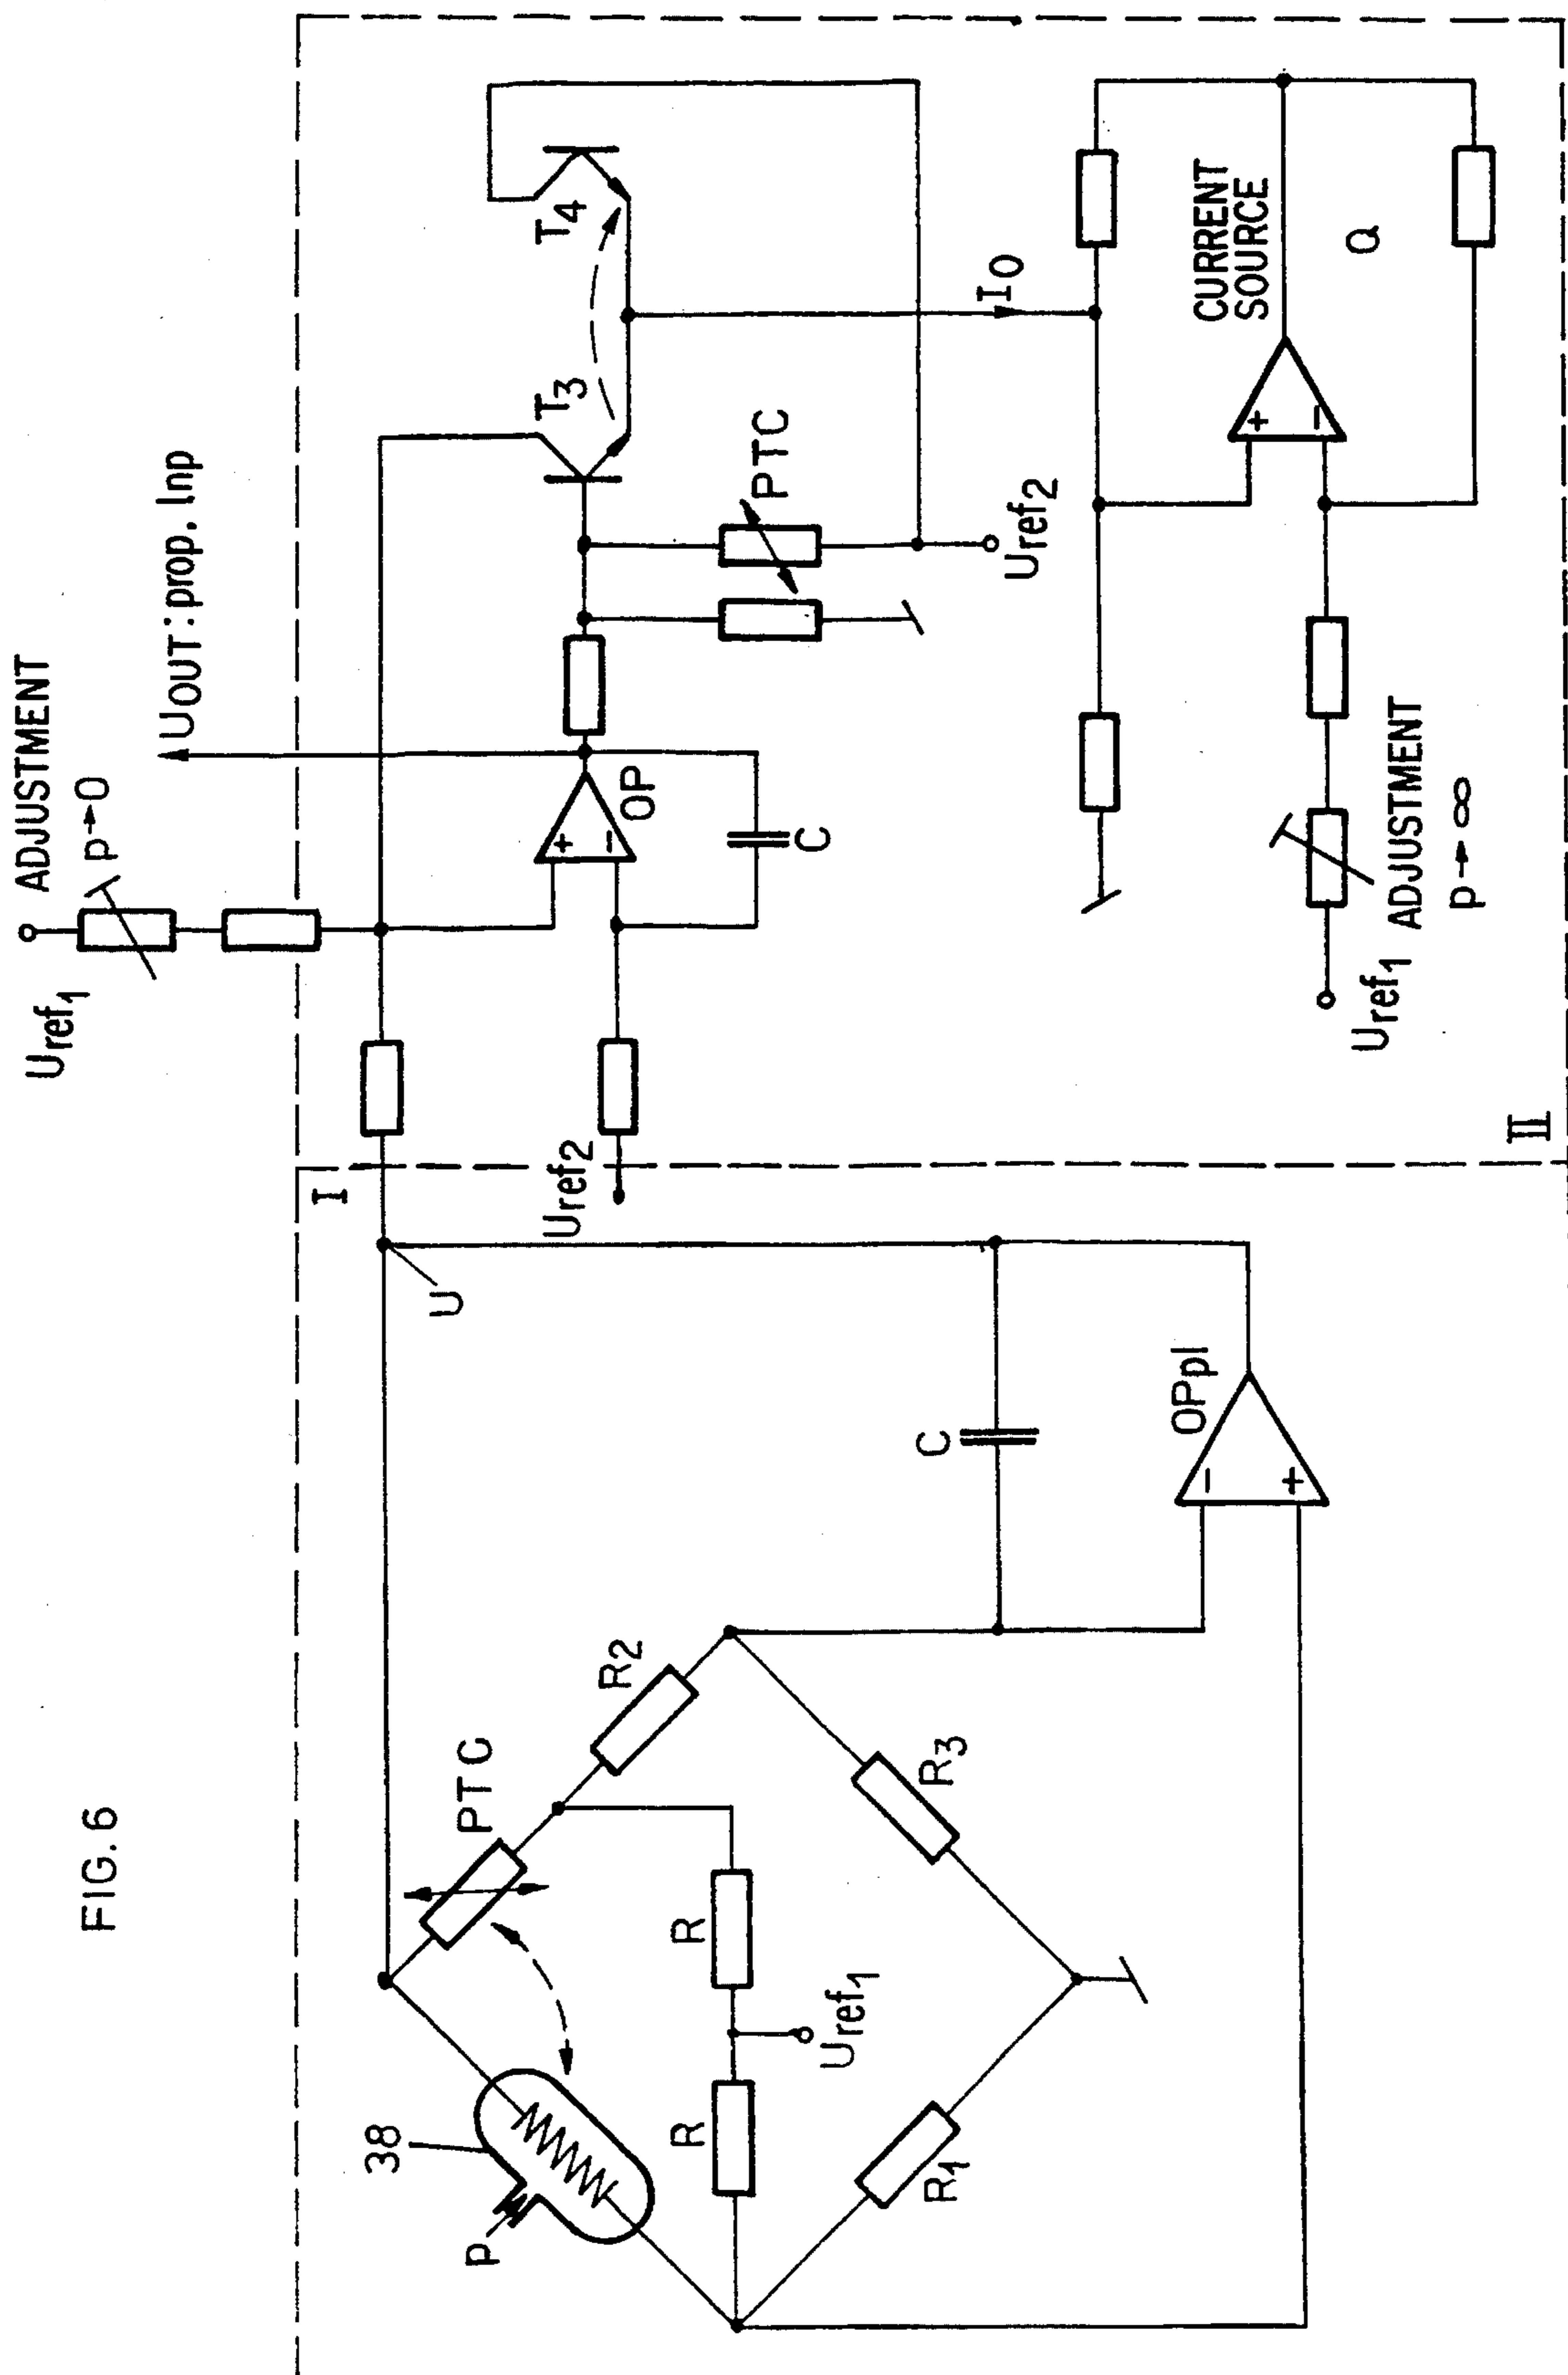 FIG. 6
38
p
PTC
R2
R
R
Uref1
R1
R3
C
OPpl
-
+
U
I
Uref1
ADJUSTMENT
p→0
UOUT: prop. lnp
Uref2
+
-
OP
C
T3
T4
PTC
Uref2
I0
CURRENT
SOURCE
Q
+
-
Uref1
ADJUSTMENT
p→∞
II